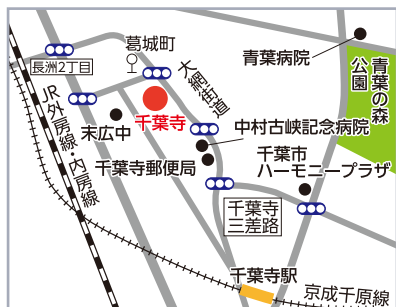 葛城町
青葉病院
長洲2丁目
大網街道
青葉の森
公園
JR外房線・内房線
末広中
千葉寺
中村古峡記念病院
千葉寺郵便局
千葉市
ハーモニープラザ
千葉寺
三差路
千葉寺駅
京成千原線